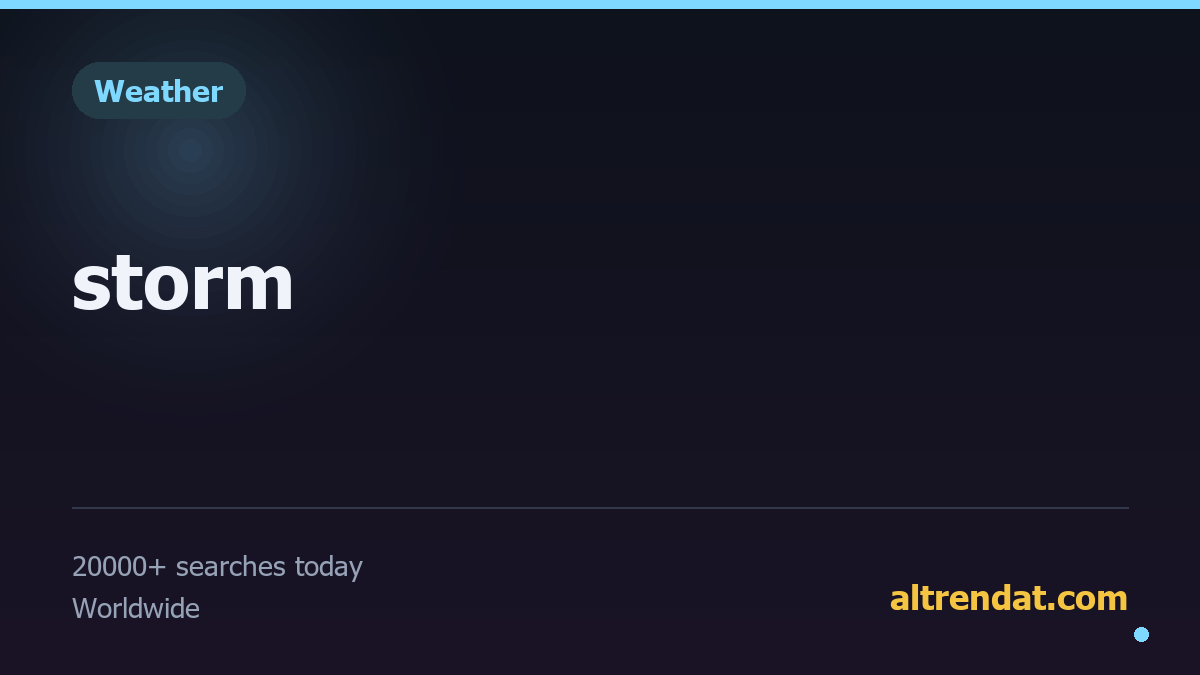 Weather
storm
20000+ searches today
Worldwide
altrendat.com